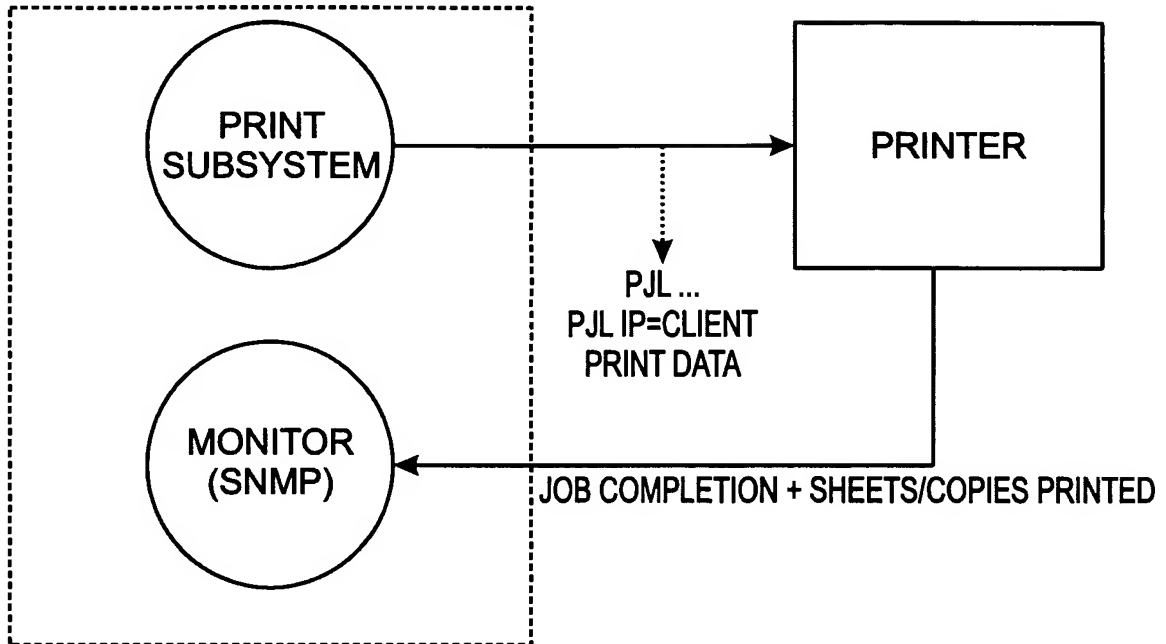 PRINT
SUBSYSTEM
PRINTER
PJL ...
PJL IP=CLIENT
PRINT DATA
MONITOR
(SNMP)
JOB COMPLETION + SHEETS/COPIES PRINTED